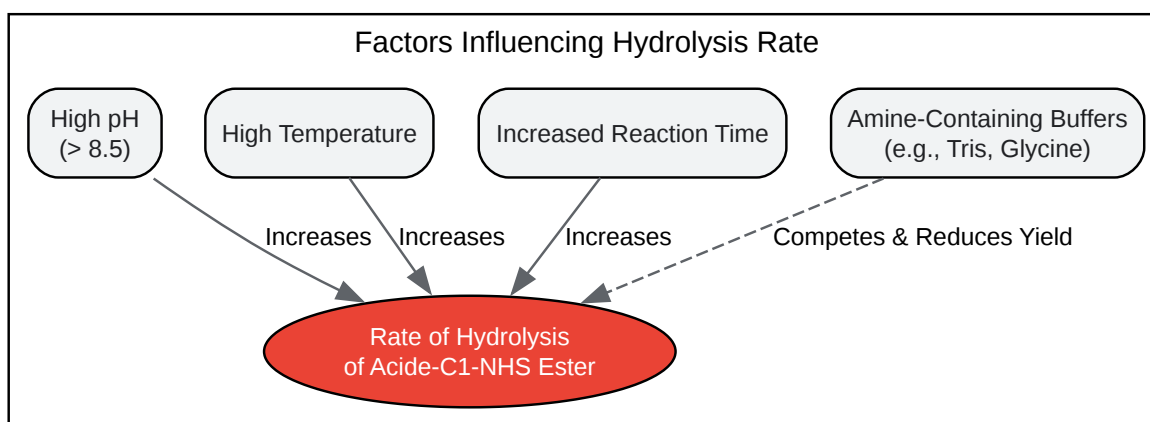 Factors Influencing Hydrolysis Rate
High pH
(> 8.5)
High Temperature
Increased Reaction Time
Amine-Containing Buffers
(e.g., Tris, Glycine)
Increases
Increases
Increases
Competes & Reduces Yield
Rate of Hydrolysis
of Acide-C1-NHS Ester